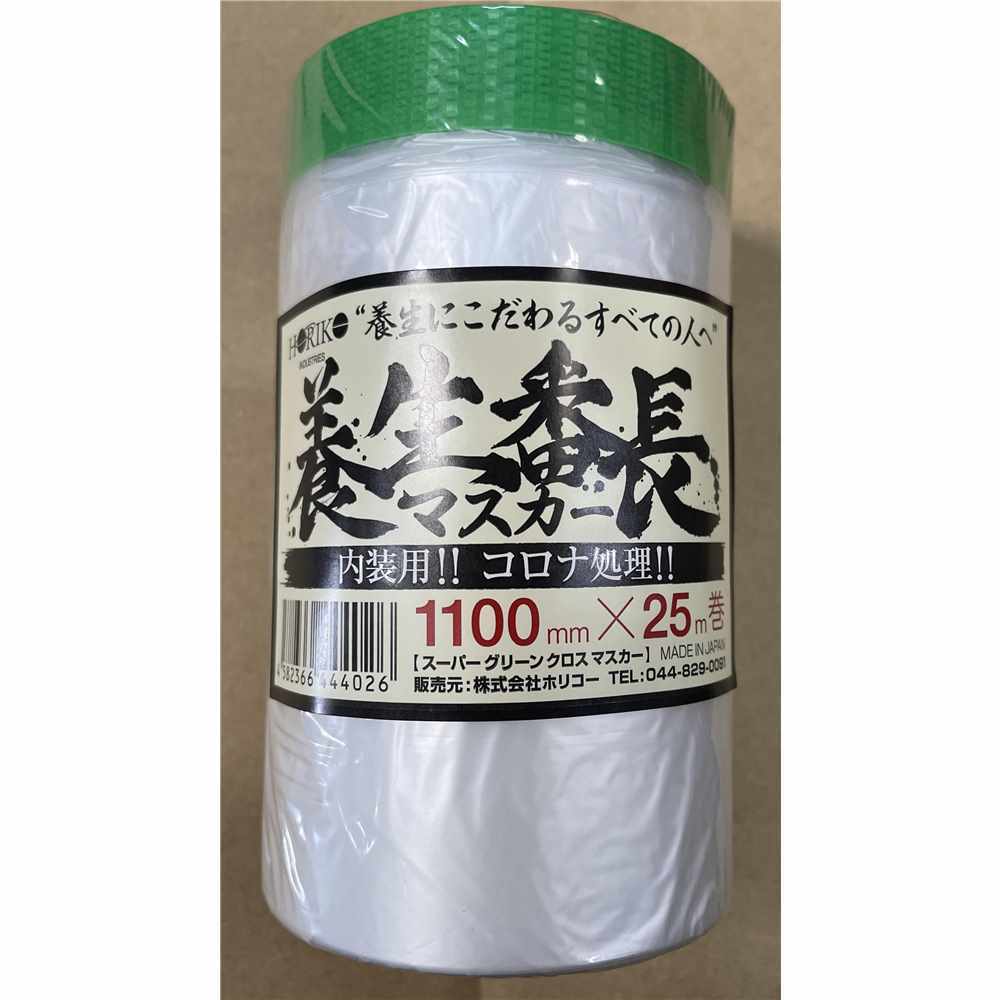 HORIKO
INDUSTRIES
“養生にこだわるすべての人へ”
養生番長
マスカー
内装用!! コロナ処理!!
1100mm×25m巻
【スーパー グリーン クロス マスカー】 MADE IN JAPAN
販売元：株式会社ホリコー TEL：044-829-0091
4582366444026